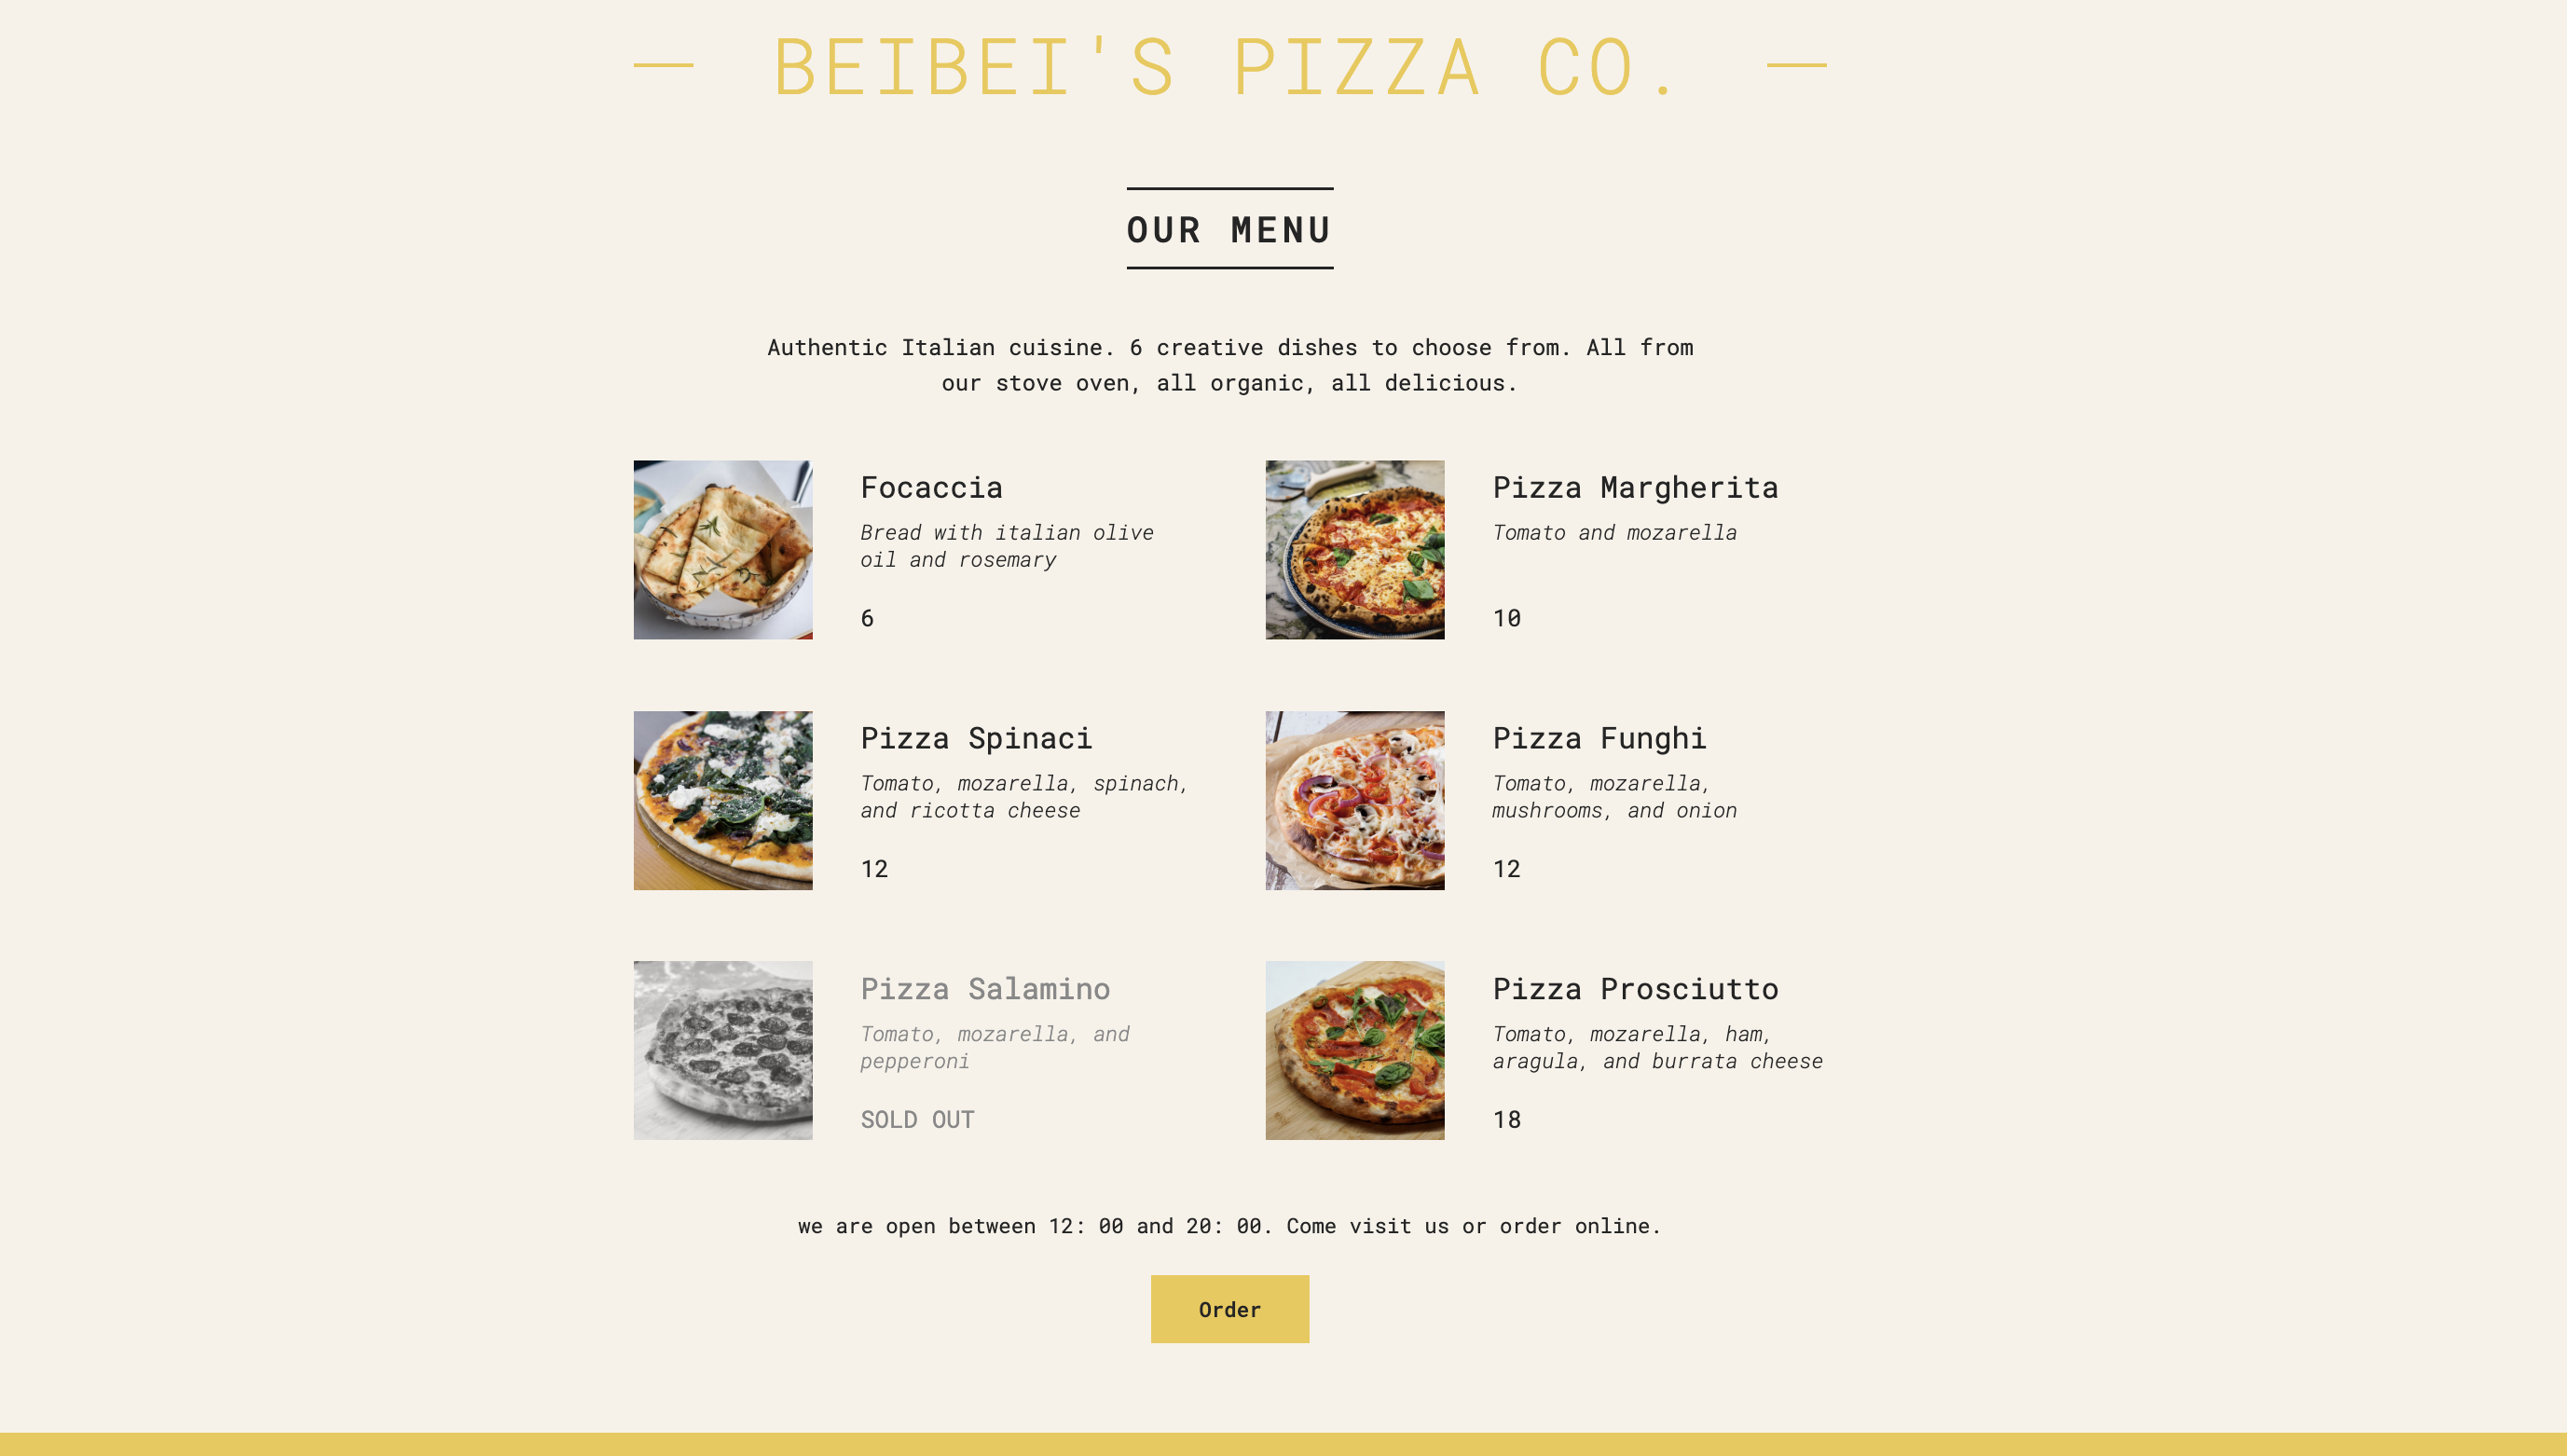 — BEIBEI'S PIZZA CO. —
OUR MENU
Authentic Italian cuisine. 6 creative dishes to choose from. All from
our stove oven, all organic, all delicious.
Focaccia
Bread with italian olive
oil and rosemary
6
Pizza Margherita
Tomato and mozarella
10
Pizza Spinaci
Tomato, mozarella, spinach,
and ricotta cheese
12
Pizza Funghi
Tomato, mozarella,
mushrooms, and onion
12
Pizza Salamino
Tomato, mozarella, and
pepperoni
SOLD OUT
Pizza Prosciutto
Tomato, mozarella, ham,
aragula, and burrata cheese
18
we are open between 12: 00 and 20: 00. Come visit us or order online.
Order